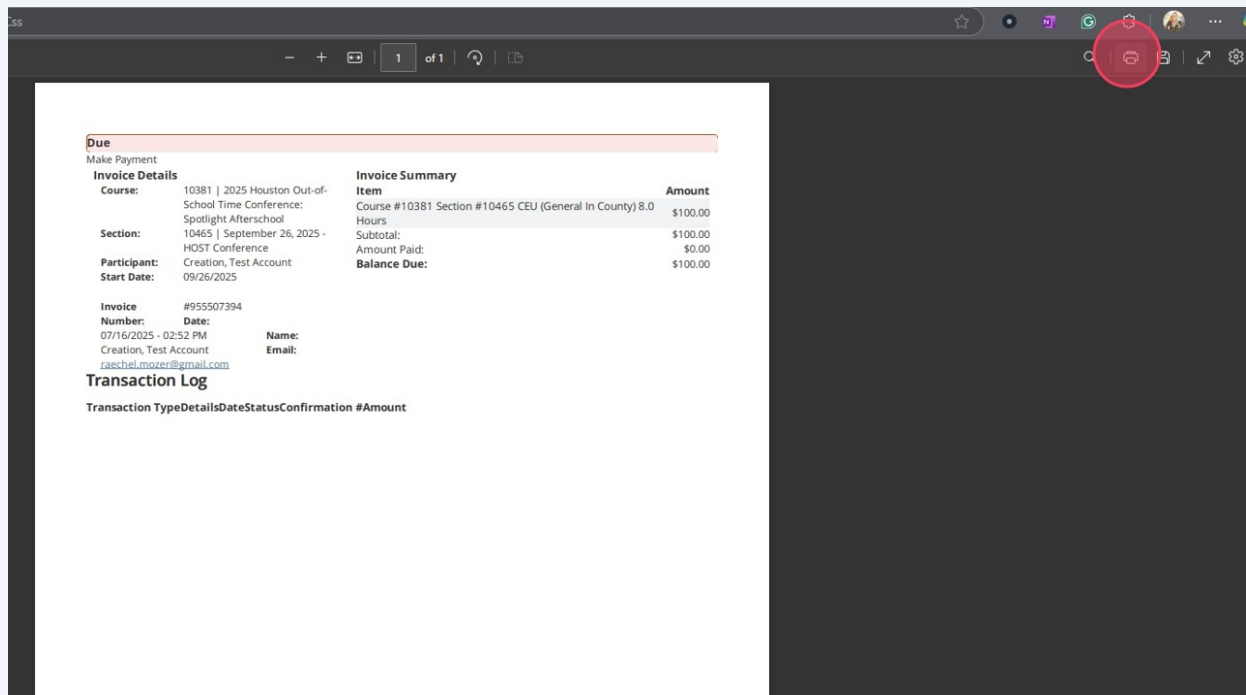 Css
1 of 1
Due
Make Payment
Invoice Details
Course: 10381 | 2025 Houston Out-of-
School Time Conference:
Spotlight Afterschool
Section: 10465 | September 26, 2025 -
HOST Conference
Participant: Creation, Test Account
Start Date: 09/26/2025
Invoice #955507394
Number: Date:
07/16/2025 - 02:52 PM Name:
Creation, Test Account Email:
raechel.mozer@gmail.com
Invoice Summary
Item Amount
Course #10381 Section #10465 CEU (General In County) 8.0
Hours $100.00
Subtotal: $100.00
Amount Paid: $0.00
Balance Due: $100.00
Transaction Log
Transaction TypeDetailsDateStatusConfirmation #Amount